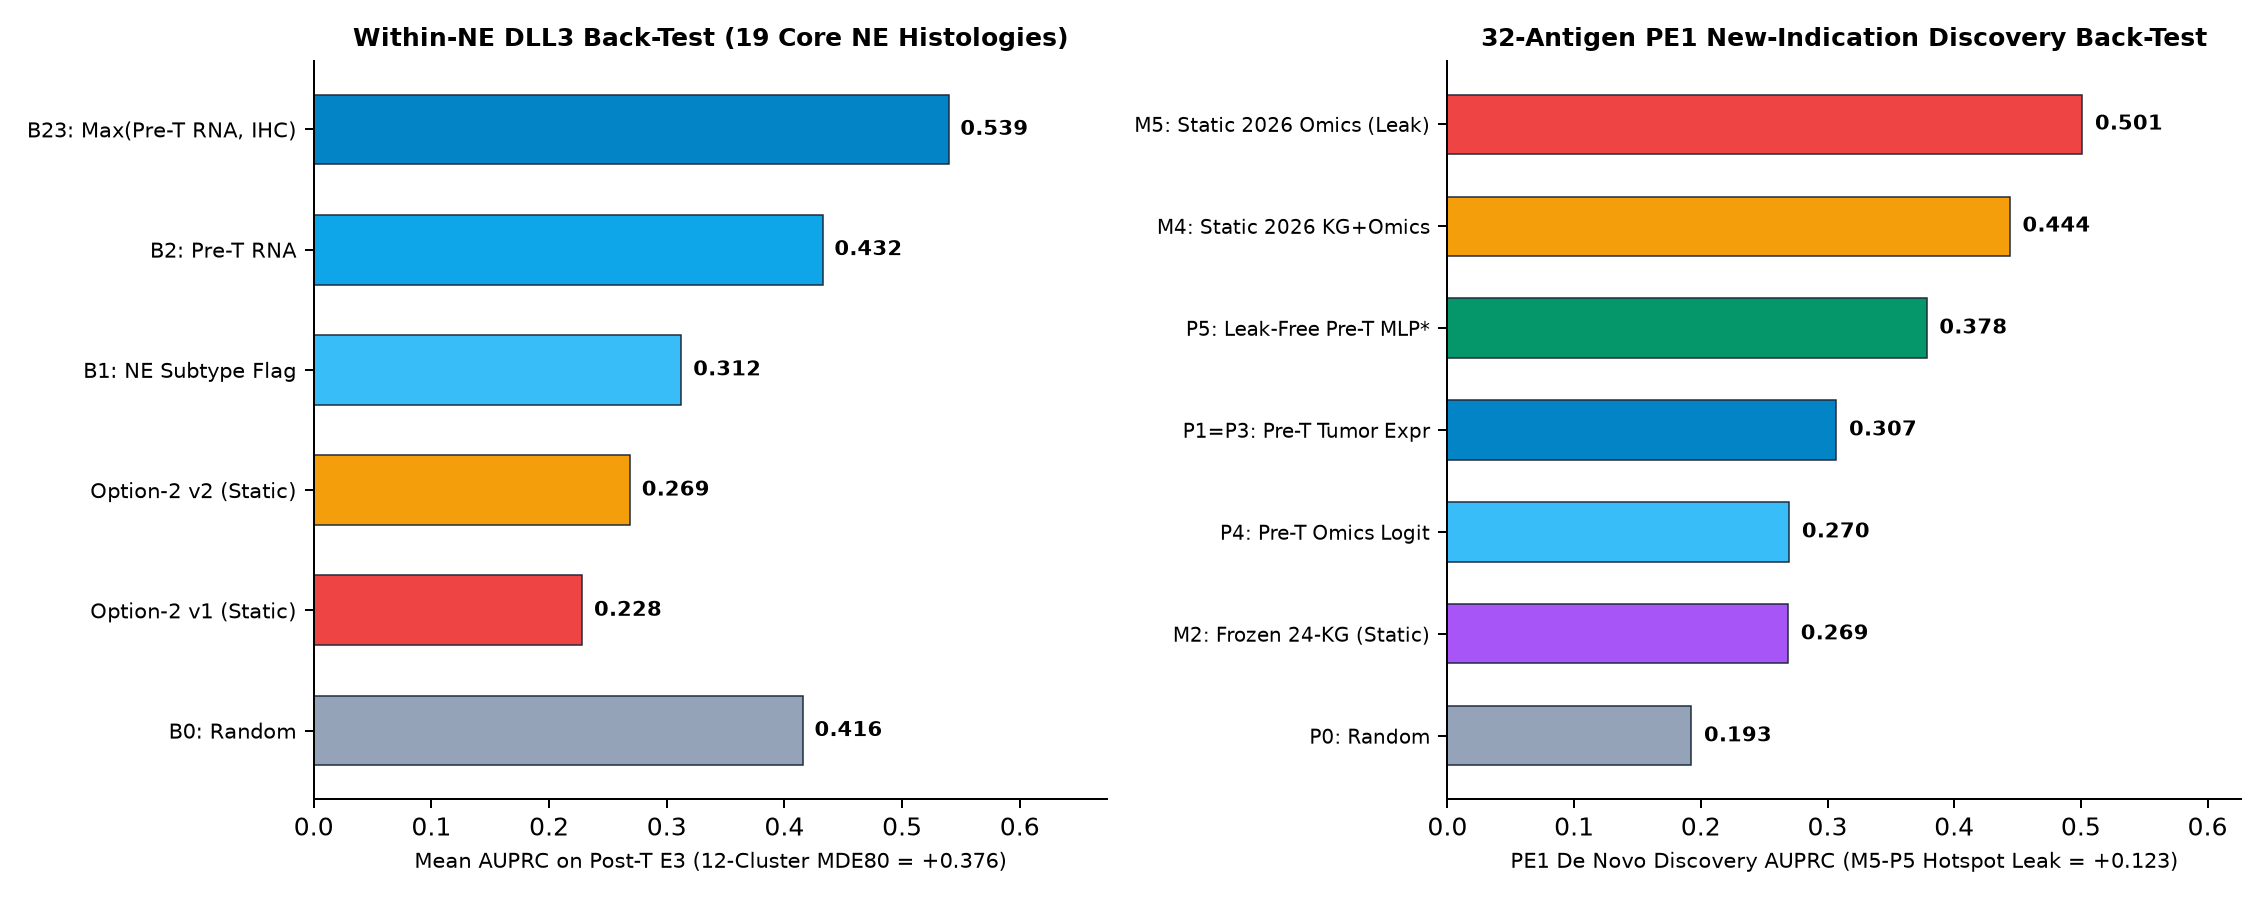 Within-NE DLL3 Back-Test (19 Core NE Histologies)
B23: Max(Pre-T RNA, IHC)
0.539
B2: Pre-T RNA
0.432
B1: NE Subtype Flag
0.312
Option-2 v2 (Static)
0.269
Option-2 v1 (Static)
0.228
B0: Random
0.416
0.0 0.1 0.2 0.3 0.4 0.5 0.6
Mean AUPRC on Post-T E3 (12-Cluster MDE80 = +0.376)
32-Antigen PE1 New-Indication Discovery Back-Test
M5: Static 2026 Omics (Leak)
0.501
M4: Static 2026 KG+Omics
0.444
P5: Leak-Free Pre-T MLP*
0.378
P1=P3: Pre-T Tumor Expr
0.307
P4: Pre-T Omics Logit
0.270
M2: Frozen 24-KG (Static)
0.269
P0: Random
0.193
0.0 0.1 0.2 0.3 0.4 0.5 0.6
PE1 De Novo Discovery AUPRC (M5-P5 Hotspot Leak = +0.123)